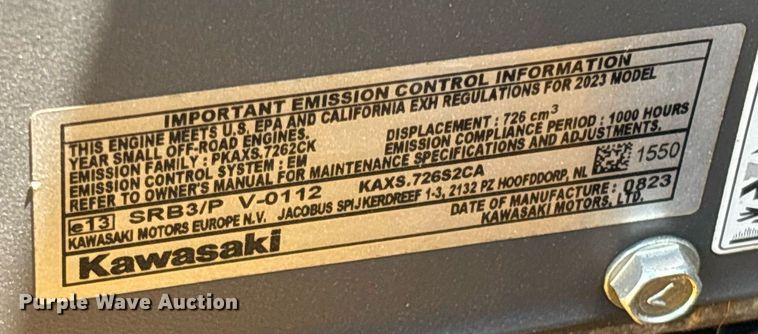 IMPORTANT EMISSION CONTROL INFORMATION
THIS ENGINE MEETS U.S. EPA AND CALIFORNIA EXH REGULATIONS FOR 2023 MODEL
YEAR SMALL OFF-ROAD ENGINES. DISPLACEMENT : 726 cm³
EMISSION FAMILY : PKAXS.7262CK EMISSION COMPLIANCE PERIOD : 1000 HOURS
EMISSION CONTROL SYSTEM : EM
REFER TO OWNER'S MANUAL FOR MAINTENANCE SPECIFICATIONS AND ADJUSTMENTS.
e13 SRB3/P V-0112 KAXS.726S2CA 1550
KAWASAKI MOTORS EUROPE N.V. JACOBUS SPIJKERDREEF 1-3, 2132 PZ HOOFDDORP, NL
DATE OF MANUFACTURE : 0823
Kawasaki KAWASAKI MOTORS, LTD.
Purple Wave Auction